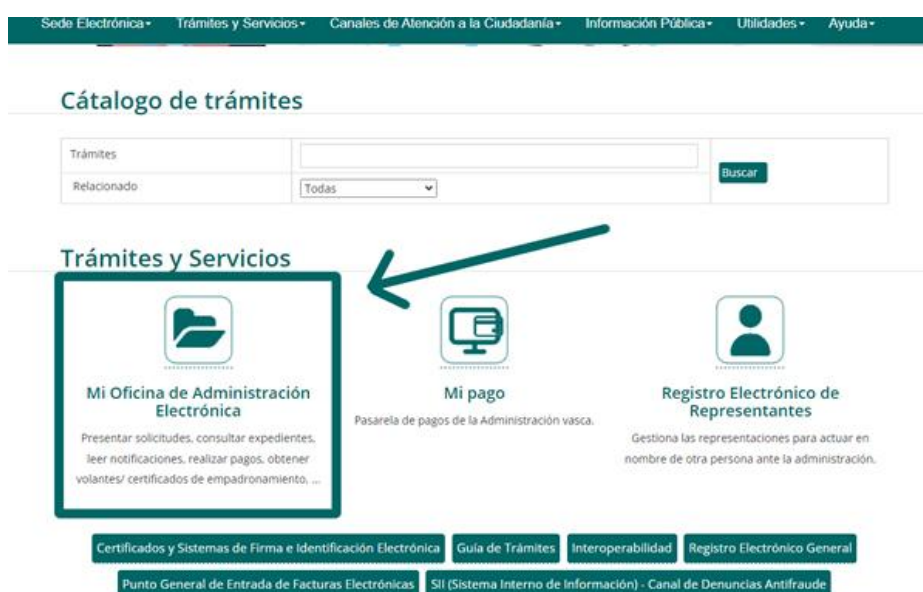 Sede Electrónica Trámites y Servicios Canales de Atención a la Ciudadanía Información Pública Utilidades Ayuda
Cátalogo de trámites
Trámites
Buscar
Relacionado Todas
Trámites y Servicios
Mi Oficina de Administración
Electrónica
Presentar solicitudes, consultar expedientes,
leer notificaciones, realizar pagos, obtener
volantes/ certificados de empadronamiento, ...
Mi pago
Pasarela de pagos de la Administración vasca.
Registro Electrónico de
Representantes
Gestiona las representaciones para actuar en
nombre de otra persona ante la administración.
Certificados y Sistemas de Firma e Identificación Electrónica Guía de Trámites Interoperabilidad Registro Electrónico General
Punto General de Entrada de Facturas Electrónicas SII (Sistema Interno de Información) - Canal de Denuncias Antifraude